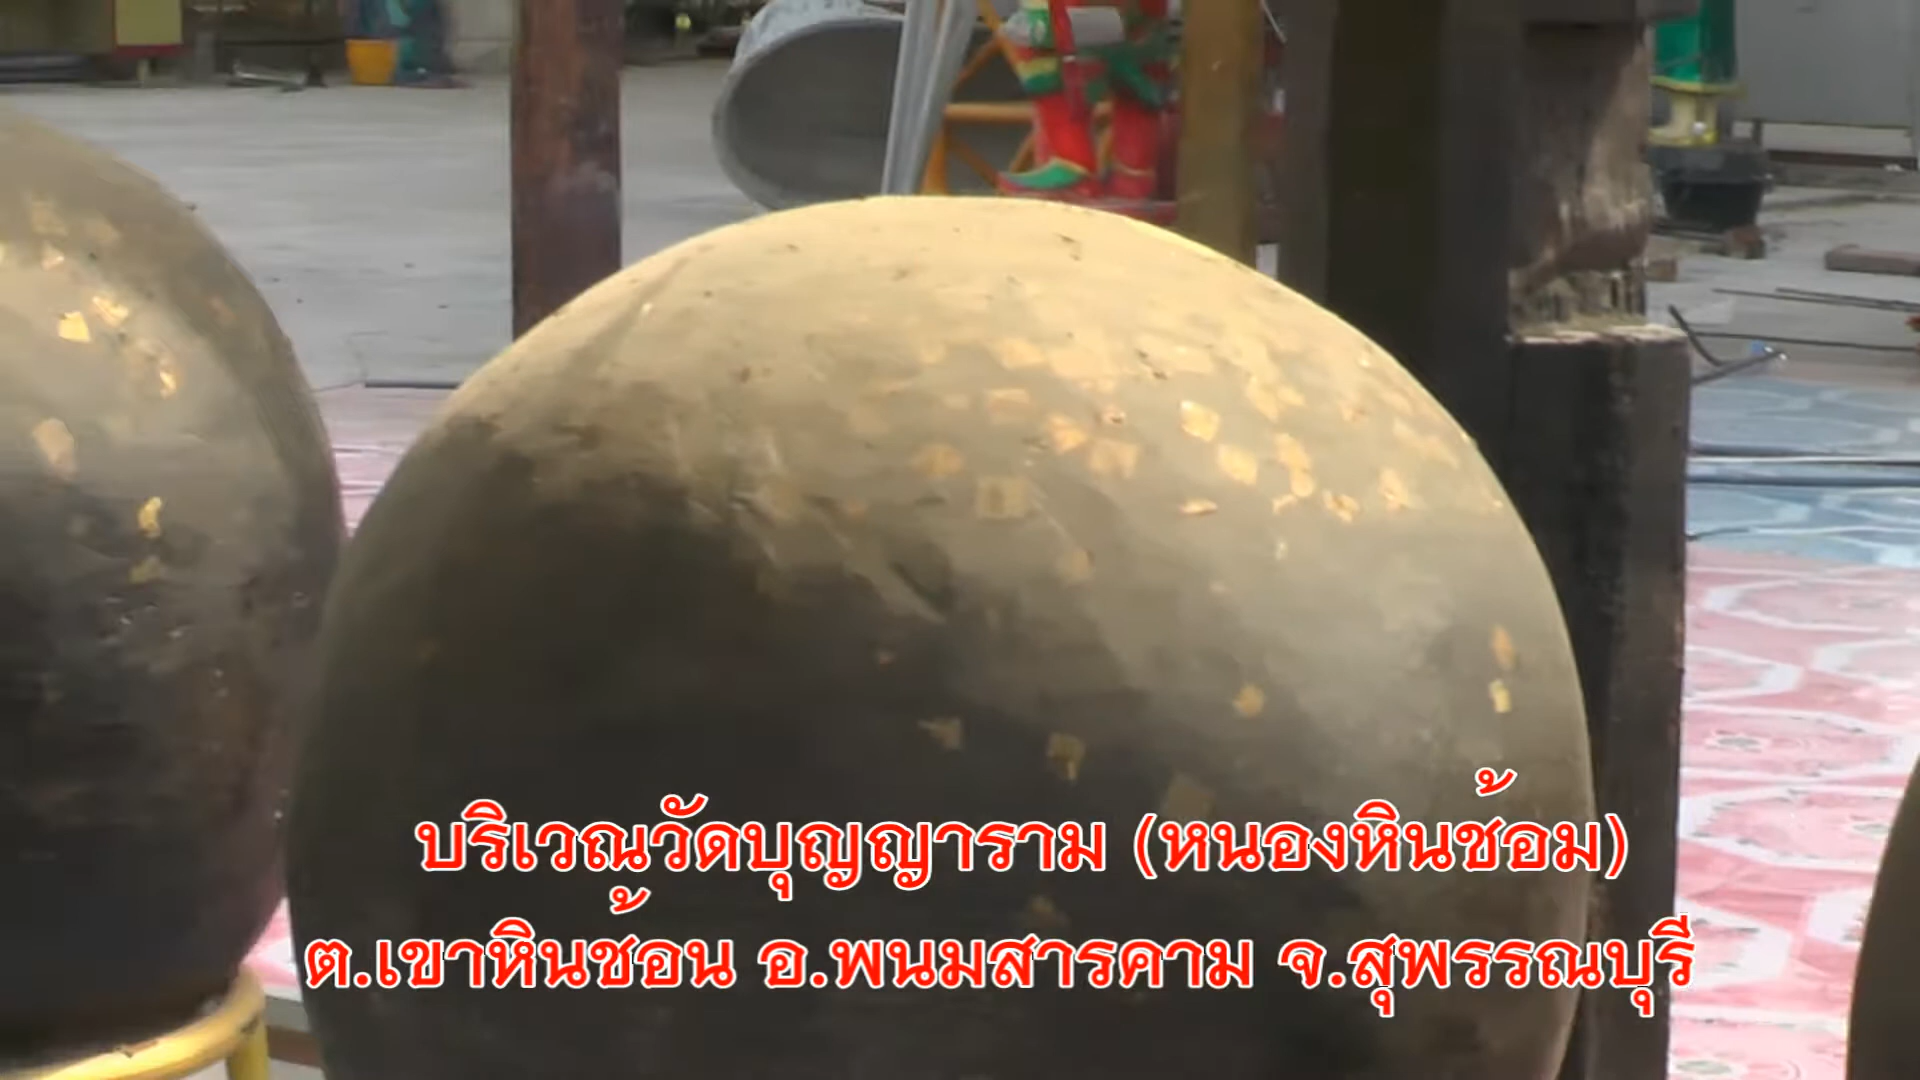 บริเวณวัดบุญญาราม (หนองหินช้อม)
ต.เขาหินช้อน อ.พนมสารคาม จ.สุพรรณบุรี